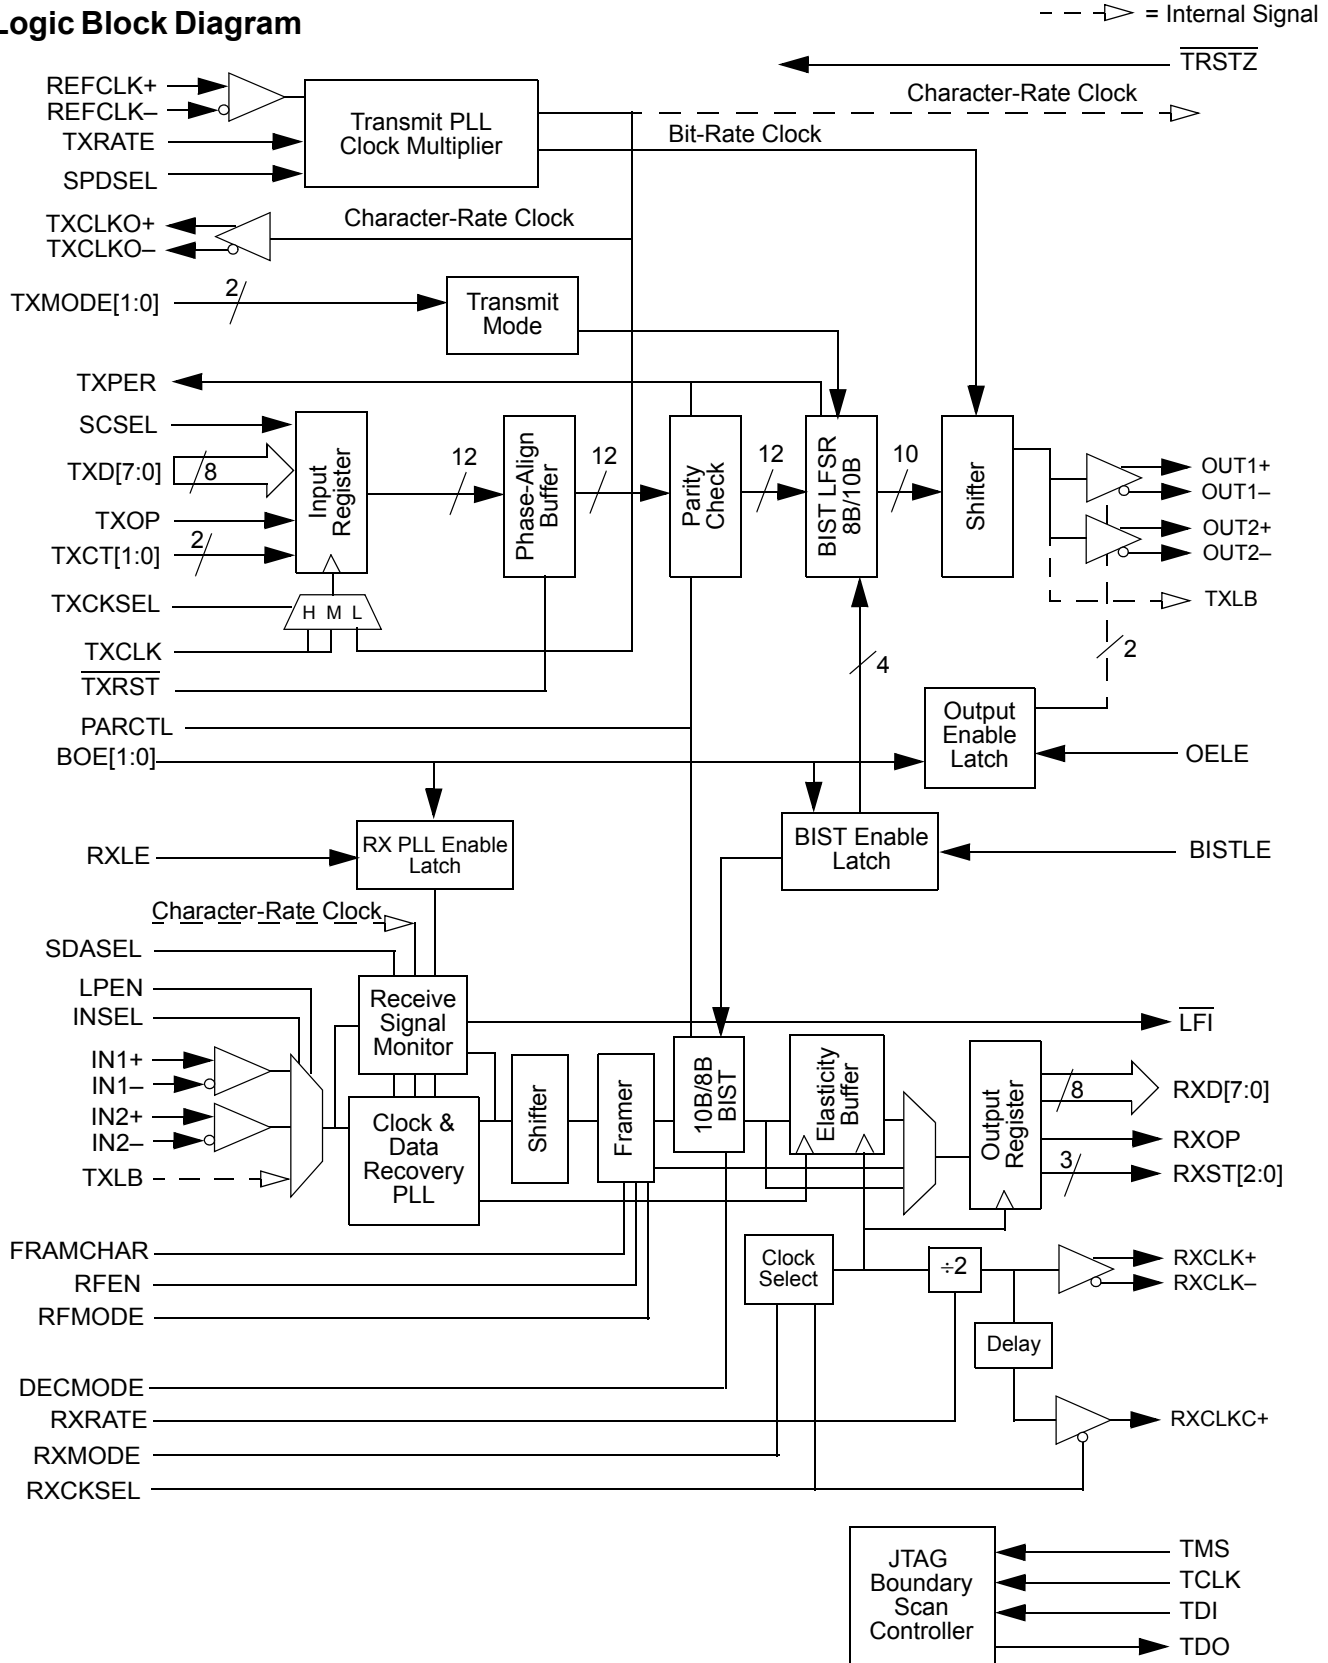 Logic Block Diagram
= Internal Signal
TRSTZ
REFCLK+
REFCLK–
TXRATE
SPDSEL
Transmit PLL
Clock Multiplier
Character-Rate Clock
Bit-Rate Clock
TXCLKO+
TXCLKO–
Character-Rate Clock
TXMODE[1:0]
2
Transmit
Mode
TXPER
SCSEL
TXD[7:0]
8
TXOP
TXCT[1:0]
2
Input
Register
12
Phase-Align
Buffer
12
Parity
Check
12
BIST LFSR
8B/10B
10
Shifter
OUT1+
OUT1–
OUT2+
OUT2–
TXLB
TXCKSEL
H M L
TXCLK
TXRST
4
2
PARCTL
BOE[1:0]
Output
Enable
Latch
OELE
RXLE
RX PLL Enable
Latch
BIST Enable
Latch
BISTLE
Character-Rate Clock
SDASEL
LPEN
INSEL
IN1+
IN1–
IN2+
IN2–
TXLB
Receive
Signal
Monitor
LFI
Clock &
Data
Recovery
PLL
Shifter
Framer
10B/8B
BIST
Elasticity
Buffer
Output
Register
8
RXD[7:0]
RXOP
3
RXST[2:0]
FRAMCHAR
RFEN
RFMODE
Clock
Select
÷2
RXCLK+
RXCLK–
Delay
DECMODE
RXRATE
RXMODE
RXCKSEL
RXCLKC+
JTAG
Boundary
Scan
Controller
TMS
TCLK
TDI
TDO